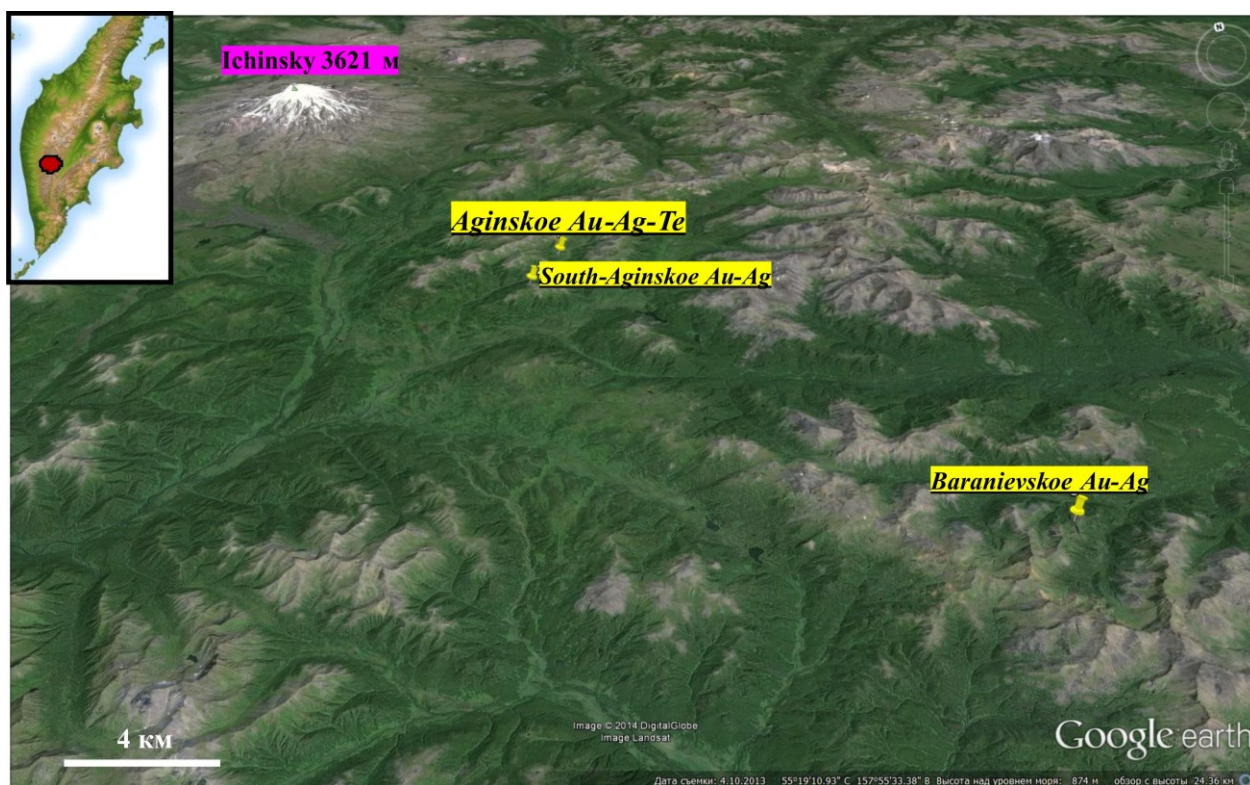 Ichinsky 3621 м
Aginskoe Au-Ag-Te
South-Aginskoe Au-Ag
Baranievskoe Au-Ag
4 км
Image © 2014 DigitalGlobe
Image Landsat
Google earth
Дата съемки: 4.10.2013 55°19'10.93" С 157°55'33.38" В Высота над уровнем моря: 874 м обзор с высоты 24.36 км
N